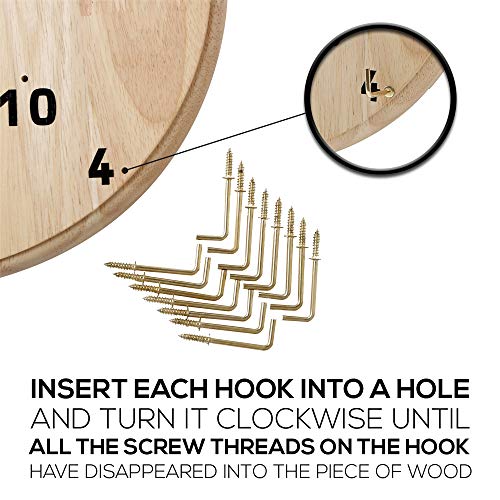 4
10
4
INSERT EACH HOOK INTO A HOLE
AND TURN IT CLOCKWISE UNTIL
ALL THE SCREW THREADS ON THE HOOK
HAVE DISAPPEARED INTO THE PIECE OF WOOD